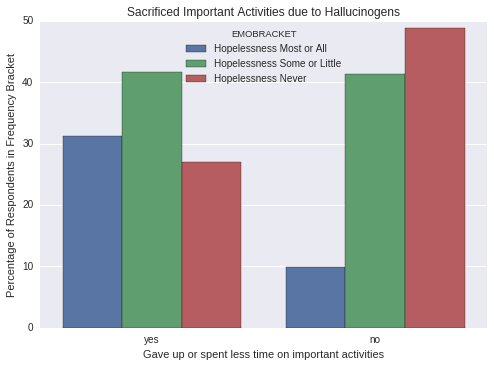 Sacrificed Important Activities due to Hallucinogens
EMOBRACKET
Hopelessness Most or All
Hopelessness Some or Little
Hopelessness Never
Percentage of Respondents in Frequency Bracket
50
40
30
20
10
0
yes no
Gave up or spent less time on important activities